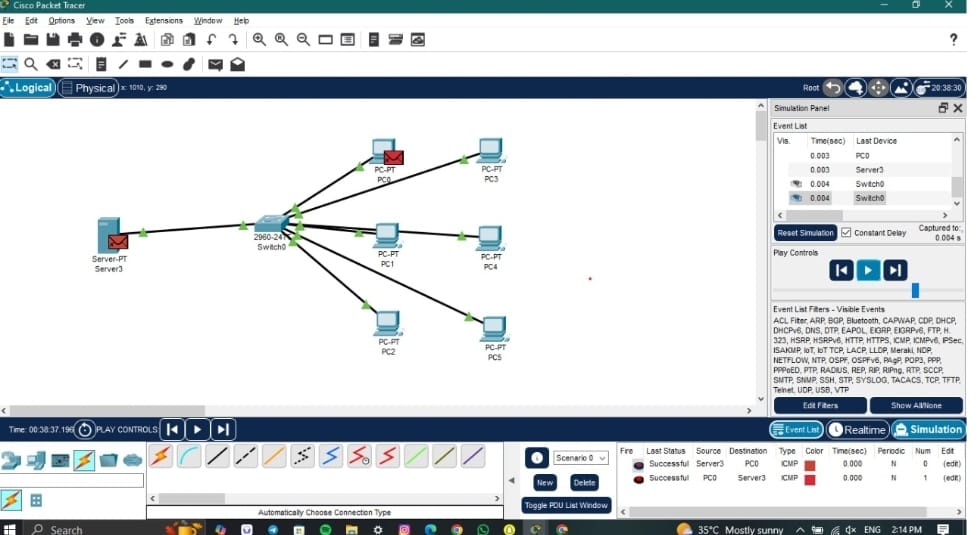 Cisco Packet Tracer
File Edit Options View Tools Extensions Window Help
?
Logical Physical x: 1010, y: 290 Root 20:38:30
Simulation Panel
Event List
Vis. Time(sec) Last Device
0.003 PC0
0.003 Server3
0.004 Switch0
0.004 Switch0
Reset Simulation Constant Delay Captured to:
0.004 s
Play Controls
Event List Filters - Visible Events
ACL Filter, ARP, BGP, Bluetooth, CAPWAP, CDP, DHCP,
DHCPv6, DNS, DTP, EAPOL, EIGRP, EIGRPv6, FTP, H.
323, HSRP, HSRPv6, HTTP, HTTPS, ICMP, ICMPv6, IPSec,
ISAKMP, IoT, IoT TCP, LACP, LLDP, Meraki, NDP,
NETFLOW, NTP, OSPF, OSPFv6, PAgP, POP3, PPP,
PPPoED, PTP, RADIUS, REP, RIP, RIPng, RTP, SCCP,
SMTP, SNMP, SSH, STP, SYSLOG, TACACS, TCP, TFTP,
Telnet, UDP, USB, VTP
Edit Filters Show All/None
PC-PT
PC0
PC-PT
PC3
Server-PT
Server3
2960-24T
Switch0
PC-PT
PC1
PC-PT
PC4
PC-PT
PC2
PC-PT
PC5
Time: 00:38:37.196 PLAY CONTROLS: Event List Realtime Simulation
Scenario 0
New Delete
Toggle PDU List Window
Fire Last Status Source Destination Type Color Time(sec) Periodic Num Edit
Successful Server3 PC0 ICMP 0.000 N 0 (edit)
Successful PC0 Server3 ICMP 0.000 N 1 (edit)
Automatically Choose Connection Type
Search 35°C Mostly sunny ENG 2:14 PM